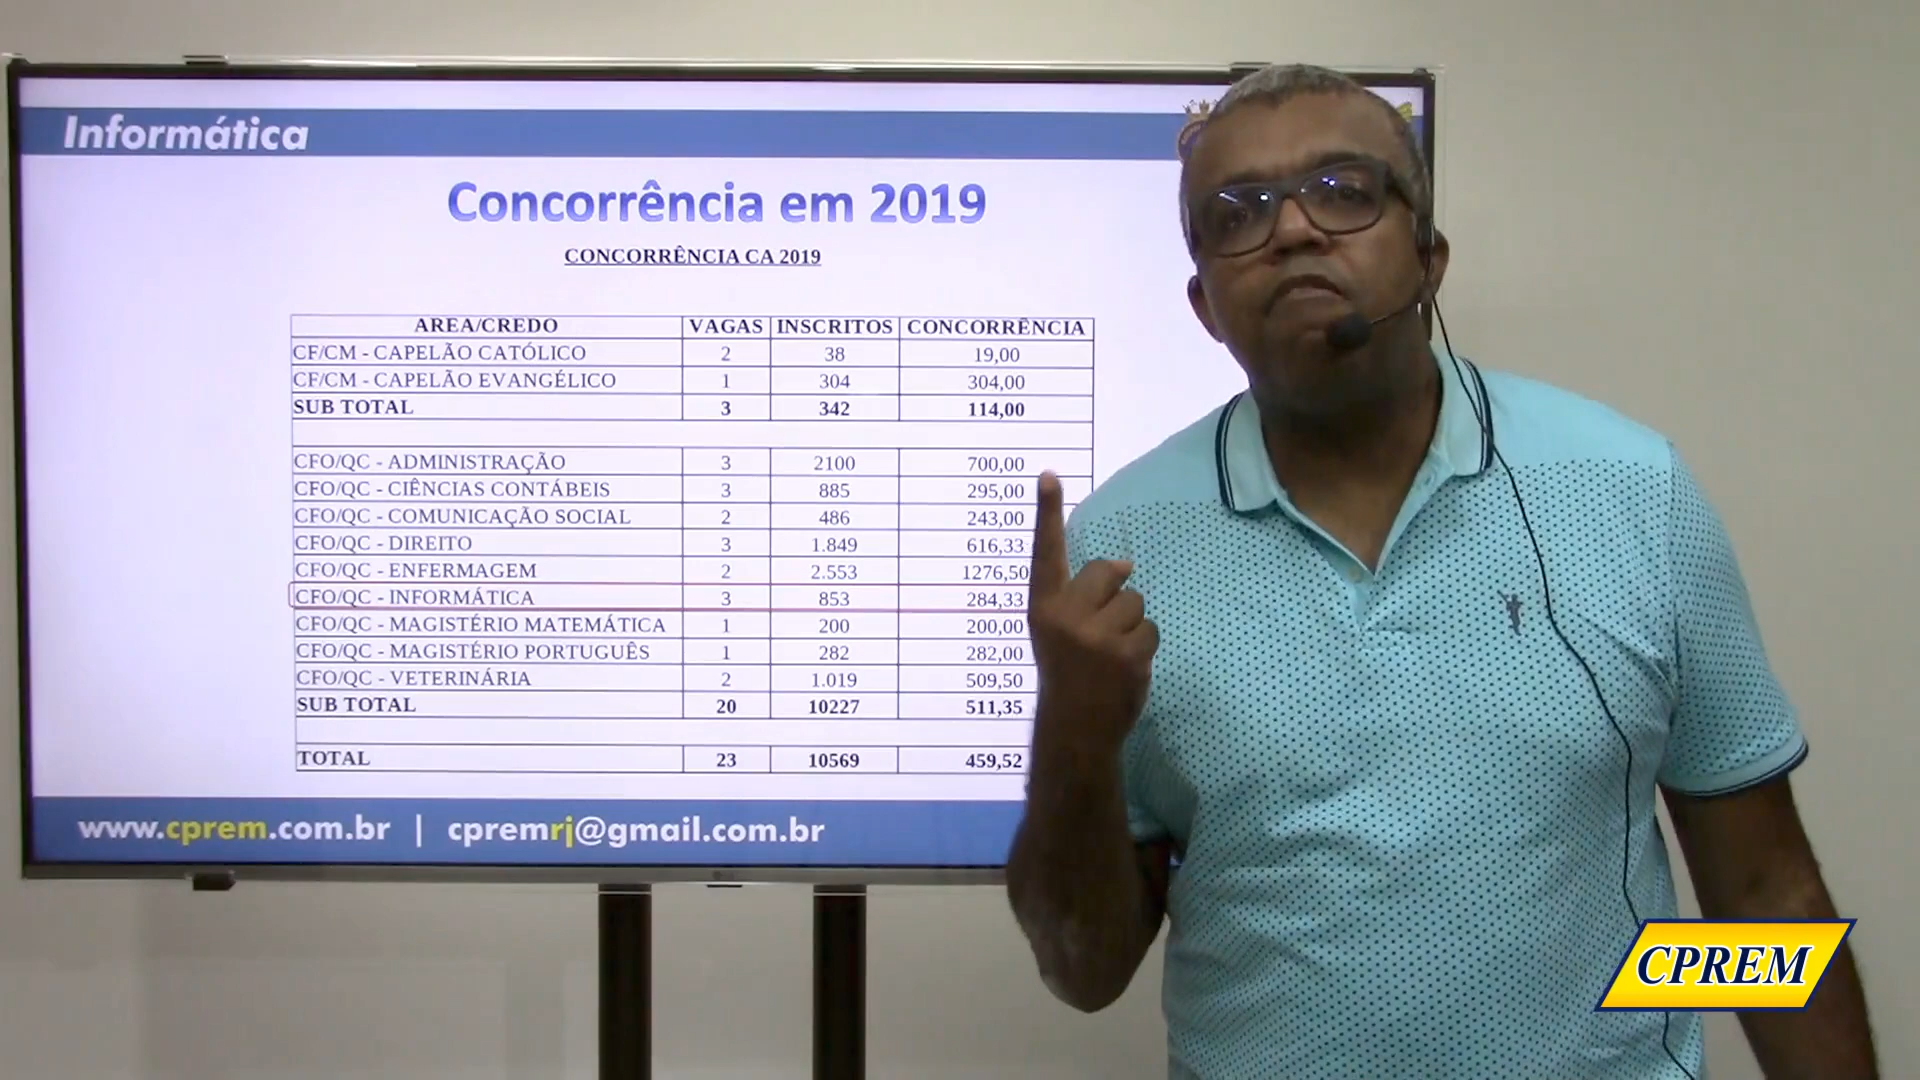 Informática
Concorrência em 2019
CONCORRÊNCIA CA 2019
AREA/CREDO VAGAS INSCRITOS CONCORRÊNCIA
CF/CM - CAPELÃO CATÓLICO 2 38 19,00
CF/CM - CAPELÃO EVANGÉLICO 1 304 304,00
SUB TOTAL 3 342 114,00
CFO/QC - ADMINISTRAÇÃO 3 2100 700,00
CFO/QC - CIÊNCIAS CONTÁBEIS 3 885 295,00
CFO/QC - COMUNICAÇÃO SOCIAL 2 486 243,00
CFO/QC - DIREITO 3 1.849 616,33
CFO/QC - ENFERMAGEM 2 2.553 1276,50
CFO/QC - INFORMÁTICA 3 853 284,33
CFO/QC - MAGISTÉRIO MATEMÁTICA 1 200 200,00
CFO/QC - MAGISTÉRIO PORTUGUÊS 1 282 282,00
CFO/QC - VETERINÁRIA 2 1.019 509,50
SUB TOTAL 20 10227 511,35
TOTAL 23 10569 459,52
www.cprem.com.br | cpremrj@gmail.com.br
CPREM